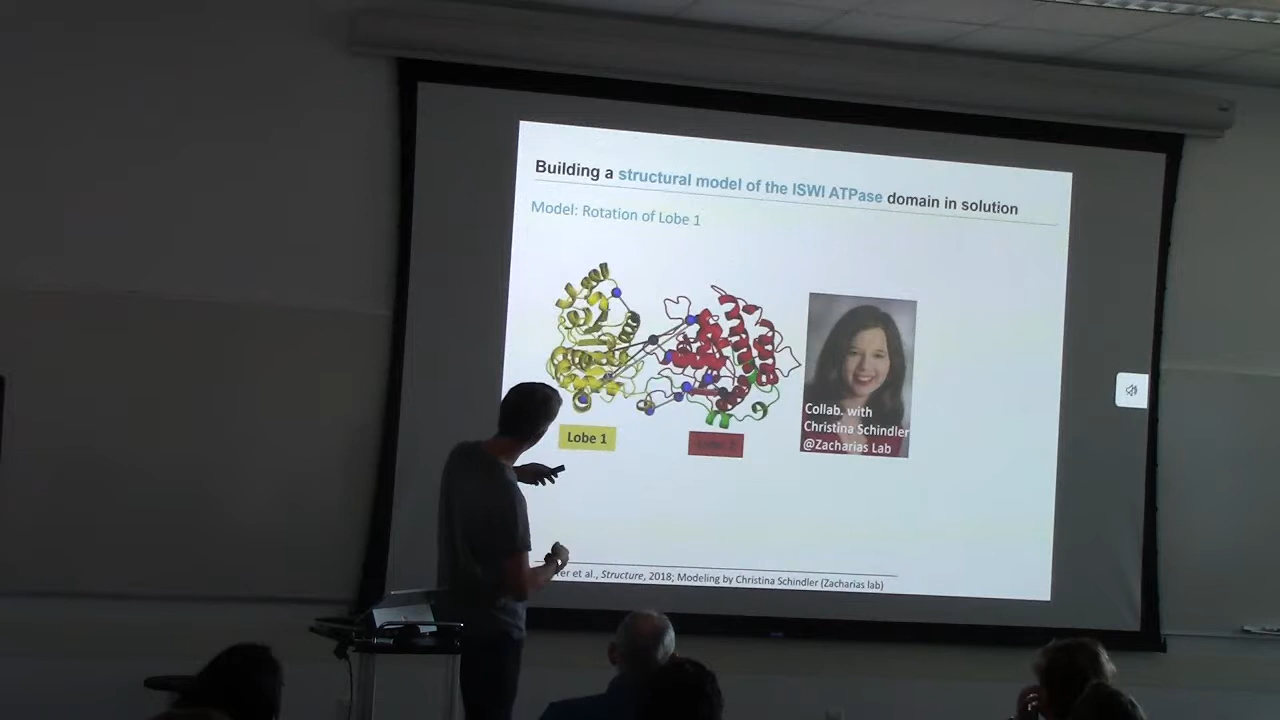 Building a structural model of the ISWI ATPase domain in solution
Model: Rotation of Lobe 1
Lobe 1
Collab. with
Christina Schindler
@Zacharias Lab
et al., Structure, 2018; Modeling by Christina Schindler (Zacharias lab)